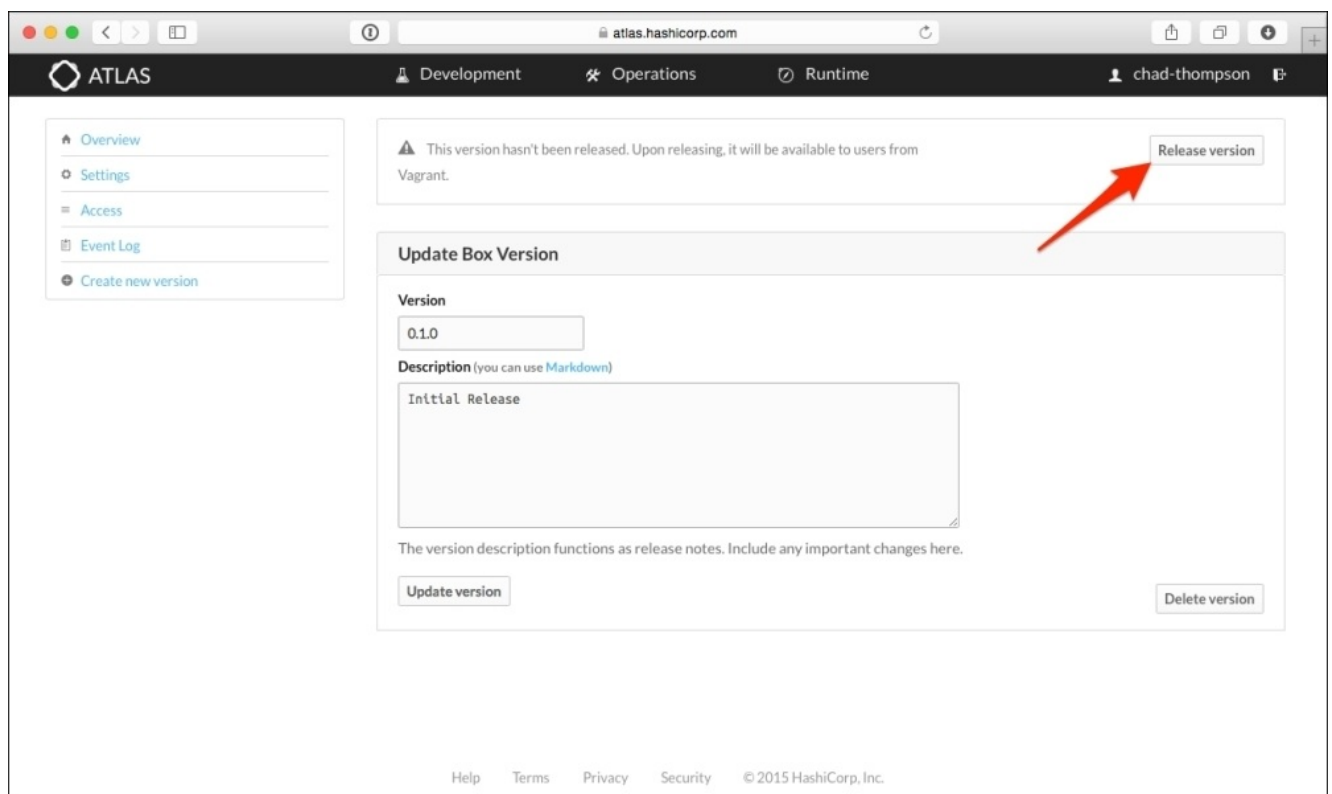 atlas.hashicorp.com
ATLAS Development Operations Runtime chad-thompson
Overview
Settings
Access
Event Log
Create new version
This version hasn't been released. Upon releasing, it will be available to users from
Vagrant.
Release version
Update Box Version
Version
0.1.0
Description (you can use Markdown)
Initial Release
The version description functions as release notes. Include any important changes here.
Update version
Delete version
Help Terms Privacy Security © 2015 HashiCorp, Inc.